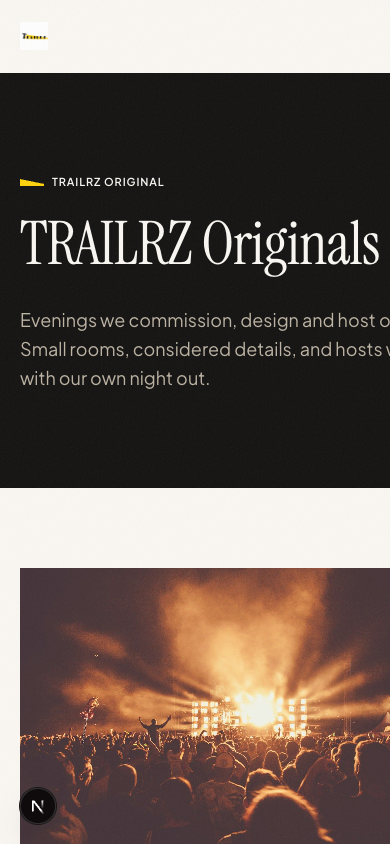 Trailrz
TRAILRZ ORIGINAL
TRAILRZ Originals
Evenings we commission, design and host o
Small rooms, considered details, and hosts w
with our own night out.
N